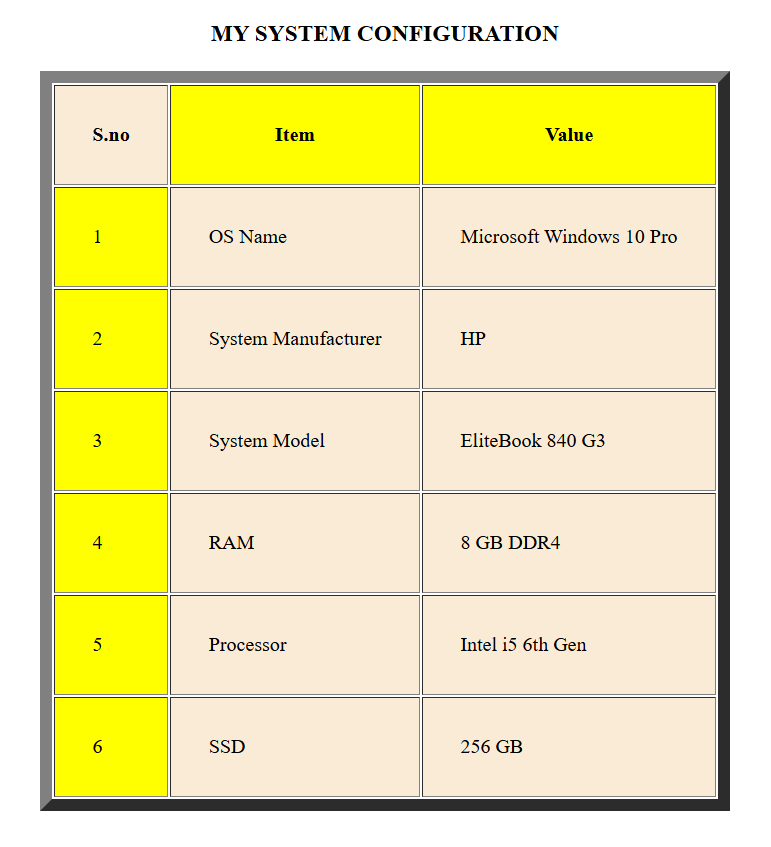 MY SYSTEM CONFIGURATION
S.no Item Value
1 OS Name Microsoft Windows 10 Pro
2 System Manufacturer HP
3 System Model EliteBook 840 G3
4 RAM 8 GB DDR4
5 Processor Intel i5 6th Gen
6 SSD 256 GB